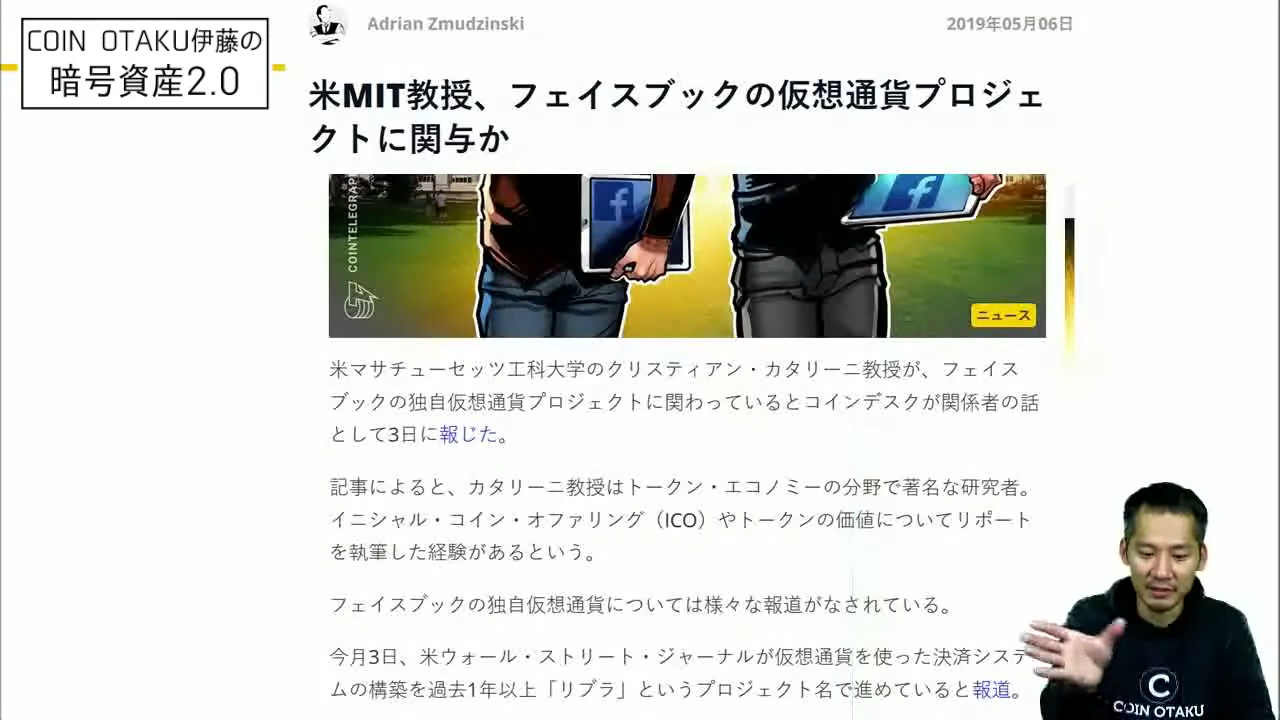 COIN OTAKU伊藤の
暗号資産2.0
Adrian Zmudzinski
2019年05月06日
米MIT教授、フェイスブックの仮想通貨プロジェ
クトに関与か
COINTELEGRAP
ニュース
米マサチューセッツ工科大学のクリスティアン・カタリーニ教授が、フェイス
ブックの独自仮想通貨プロジェクトに関わっているとコインデスクが関係者の話
として3日に報じた。
記事によると、カタリーニ教授はトークン・エコノミーの分野で著名な研究者。
イニシャル・コイン・オファリング（ICO）やトークンの価値についてリポート
を執筆した経験があるという。
フェイスブックの独自仮想通貨については様々な報道がなされている。
今月3日、米ウォール・ストリート・ジャーナルが仮想通貨を使った決済システ
ムの構築を過去1年以上「リブラ」というプロジェクト名で進めていると報道。
C
COIN OTAKU